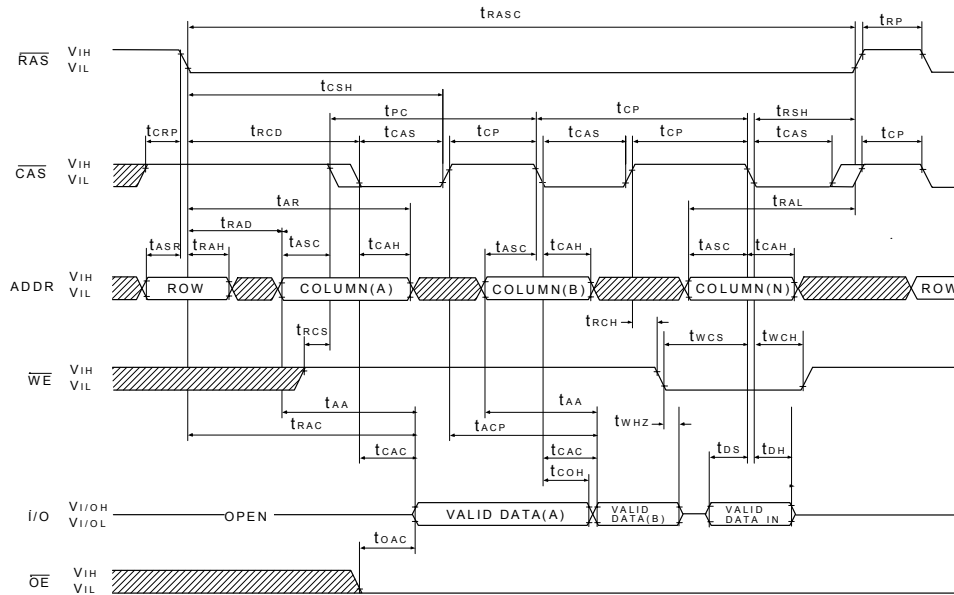 tRASC
tRP
RAS VIH
VIL
tCSH
tPC tCP tRSH
tCRP tRCD tCAS tCP tCAS tCP tCAS tCP
CAS VIH
VIL
tAR tRAL
tRAD
tASR tRAH tASC tCAH tASC tCAH tASC tCAH
ADDR VIH
VIL
ROW COLUMN(A) COLUMN(B) COLUMN(N) ROW
tRCS tRCH tWCS tWCH
WE VIH
VIL
tAA tAA
tRAC tACP tWHZ
tCAC tCAC tDS tDH
tCOH
I/O VI/OH
VI/OL
OPEN VALID DATA(A) VALID DATA(B) VALID DATA IN
tOAC
OE VIH
VIL